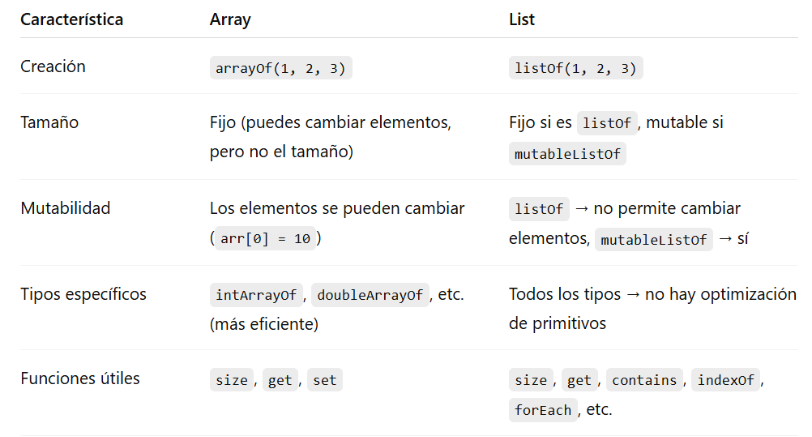 Característica Array List
Creación arrayOf(1, 2, 3) listOf(1, 2, 3)
Tamaño Fijo (puedes cambiar elementos, Fijo si es listOf, mutable si
pero no el tamaño) mutableListOf
Mutabilidad Los elementos se pueden cambiar listOf → no permite cambiar
(arr[0] = 10) elementos, mutableListOf → sí
Tipos específicos intArrayOf, doubleArrayOf, etc. Todos los tipos → no hay optimización
(más eficiente) de primitivos
Funciones útiles size, get, set size, get, contains, indexOf,
forEach, etc.